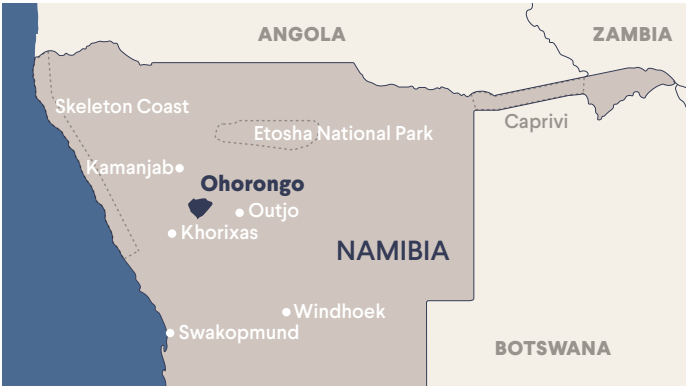 ANGOLA
ZAMBIA
Skeleton Coast
Caprivi
Etosha National Park
Kamanjab
Ohorongo
Outjo
Khorixas
NAMIBIA
Windhoek
Swakopmund
BOTSWANA